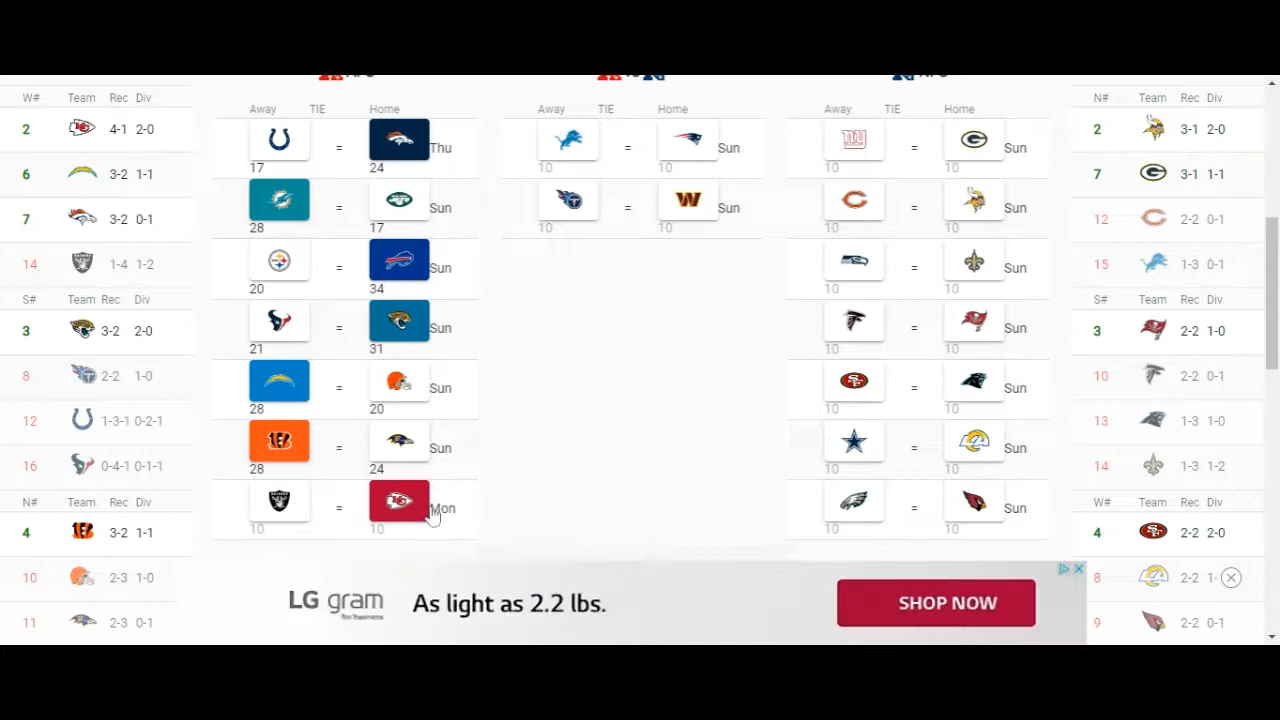 W# Team Rec Div
2 4-1 2-0
6 3-2 1-1
7 3-2 0-1
14 RAIDERS 1-4 1-2
S# Team Rec Div
3 3-2 2-0
8 2-2 1-0
12 1-3-1 0-2-1
16 0-4-1 0-1-1
N# Team Rec Div
4 3-2 1-1
10 2-3 1-0
11 2-3 0-1
Away TIE Home
= Thu
17 24
= Sun
28 17
= Sun
20 34
= Sun
21 31
= Sun
28 20
= Sun
28 24
= Mon
10 10
Away TIE Home
= Sun
10 10
W
= Sun
10 10
Away TIE Home
= Sun
10 10
= Sun
10 10
= Sun
10 10
= Sun
10 10
= Sun
10 10
= Sun
10 10
= Sun
10 10
N# Team Rec Div
2 3-1 2-0
7 3-1 1-1
12 2-2 0-1
15 1-3 0-1
S# Team Rec Div
3 2-2 1-0
10 2-2 0-1
13 1-3 1-0
14 1-3 1-2
W# Team Rec Div
4 2-2 2-0
8 2-2 1-
9 2-2 0-1
LG gram
for business
As light as 2.2 lbs.
SHOP NOW